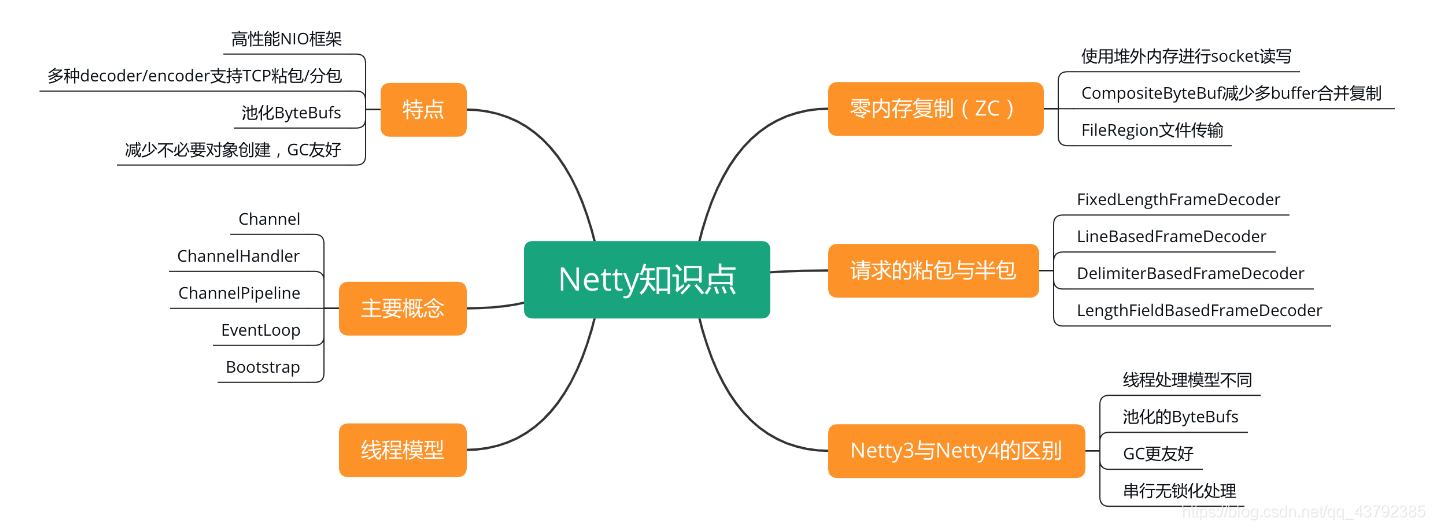 Netty知识点
特点
高性能NIO框架
多种decoder/encoder支持TCP粘包/分包
池化ByteBufs
减少不必要对象创建，GC友好
主要概念
Channel
ChannelHandler
ChannelPipeline
EventLoop
Bootstrap
线程模型
零内存复制（ZC）
使用堆外内存进行socket读写
CompositeByteBuf减少多buffer合并复制
FileRegion文件传输
请求的粘包与半包
FixedLengthFrameDecoder
LineBasedFrameDecoder
DelimiterBasedFrameDecoder
LengthFieldBasedFrameDecoder
Netty3与Netty4的区别
线程处理模型不同
池化的ByteBufs
GC更友好
串行无锁化处理
https://blog.csdn.net/qq_43792385